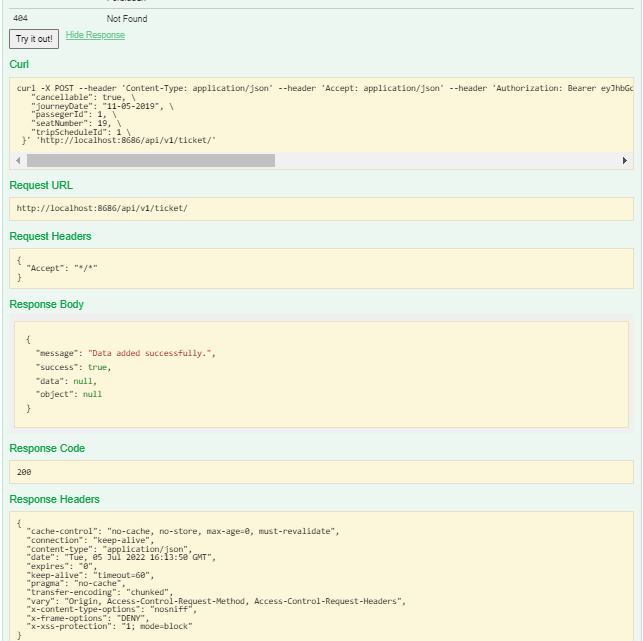 404 Not Found
Try it out! Hide Response
Curl
curl -X POST --header 'Content-Type: application/json' --header 'Accept: application/json' --header 'Authorization: Bearer eyJhbGc
"cancellable": true, \
"journeyDate": "11-05-2019", \
"passegerId": 1, \
"seatNumber": 19, \
"tripScheduleId": 1 \
}' 'http://localhost:8686/api/v1/ticket/'
Request URL
http://localhost:8686/api/v1/ticket/
Request Headers
{
"Accept": "*/*"
}
Response Body
{
"message": "Data added successfully.",
"success": true,
"data": null,
"object": null
}
Response Code
200
Response Headers
{
"cache-control": "no-cache, no-store, max-age=0, must-revalidate",
"connection": "keep-alive",
"content-type": "application/json",
"date": "Tue, 05 Jul 2022 16:13:50 GMT",
"expires": "0",
"keep-alive": "timeout=60",
"pragma": "no-cache",
"transfer-encoding": "chunked",
"vary": "Origin, Access-Control-Request-Method, Access-Control-Request-Headers",
"x-content-type-options": "nosniff",
"x-frame-options": "DENY",
"x-xss-protection": "1; mode=block"
}